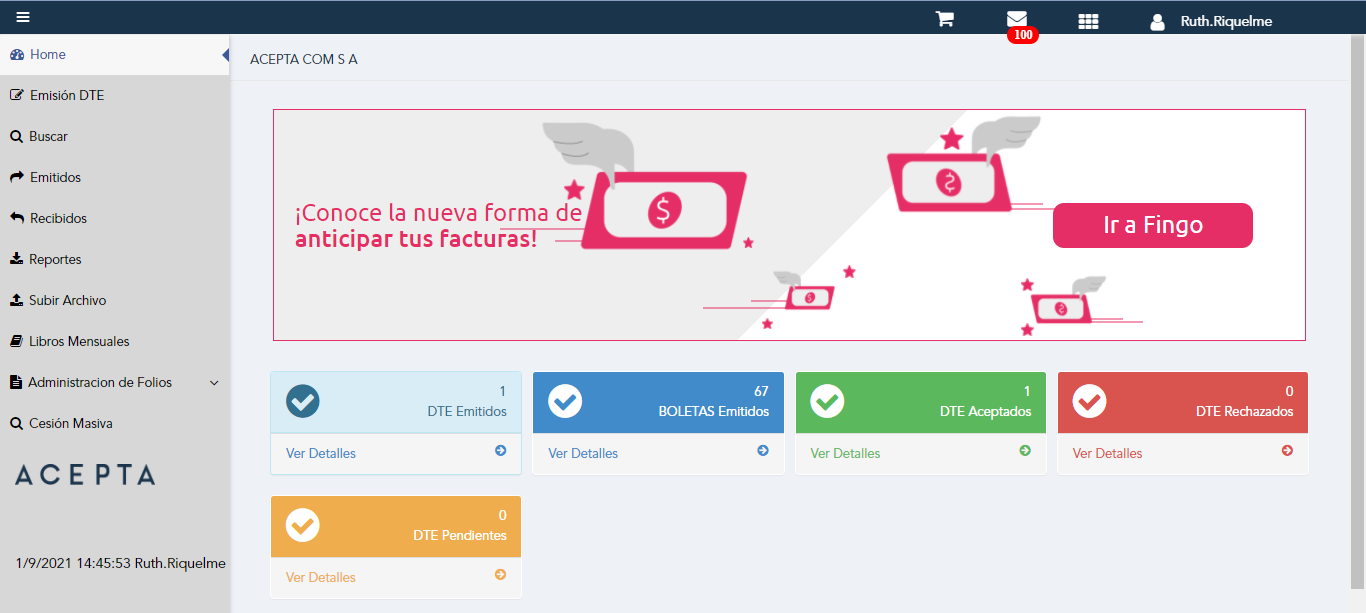 100
Ruth.Riquelme
Home
Emisión DTE
Buscar
Emitidos
Recibidos
Reportes
Subir Archivo
Libros Mensuales
Administracion de Folios
Cesión Masiva
ACEPTA
1/9/2021 14:45:53 Ruth.Riquelme
ACEPTA COM S A
¡Conoce la nueva forma de
anticipar tus facturas!
$
$
$
$
Ir a Fingo
1
DTE Emitidos
Ver Detalles
67
BOLETAS Emitidos
Ver Detalles
1
DTE Aceptados
Ver Detalles
0
DTE Rechazados
Ver Detalles
0
DTE Pendientes
Ver Detalles